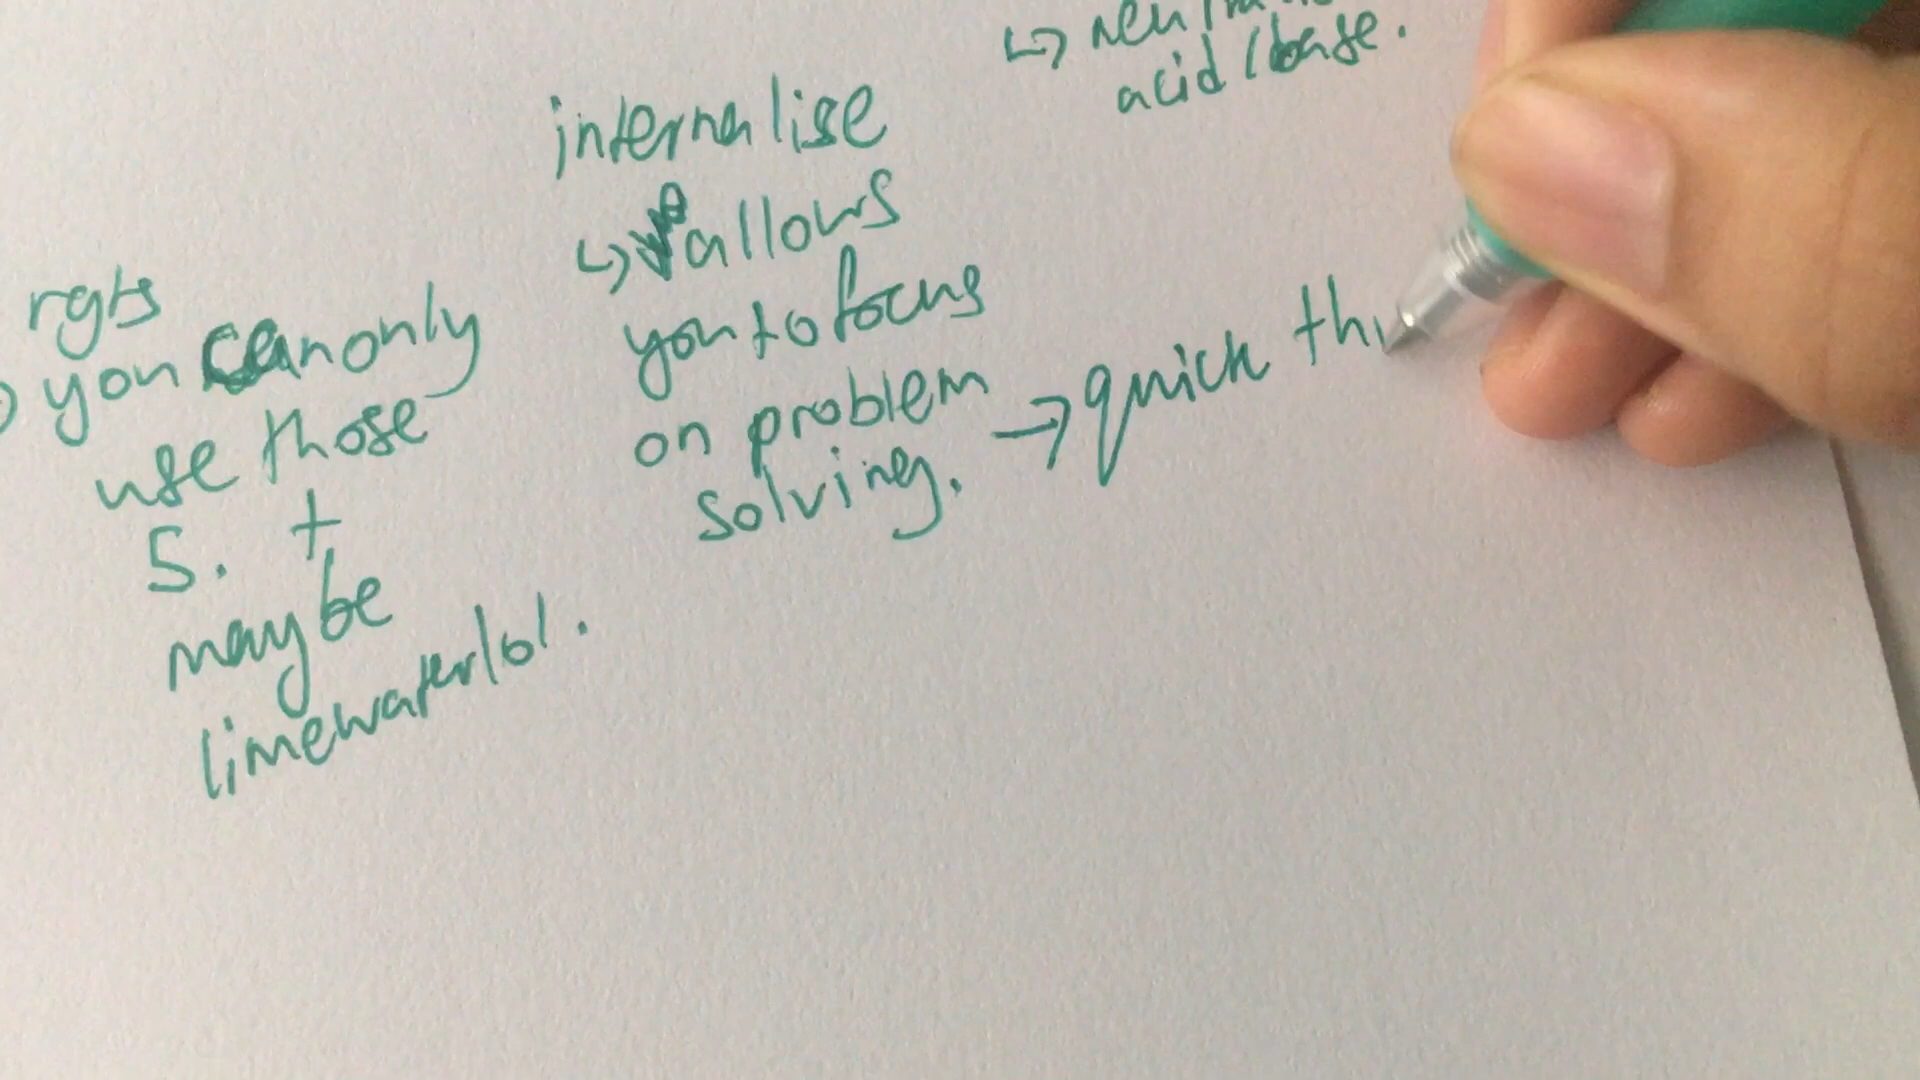 rgts
you can only
use those
5. +
maybe
limewater lol.
internalise
↳ allows
you to focus
on problem
solving. → quick thi
↳
acid / base.